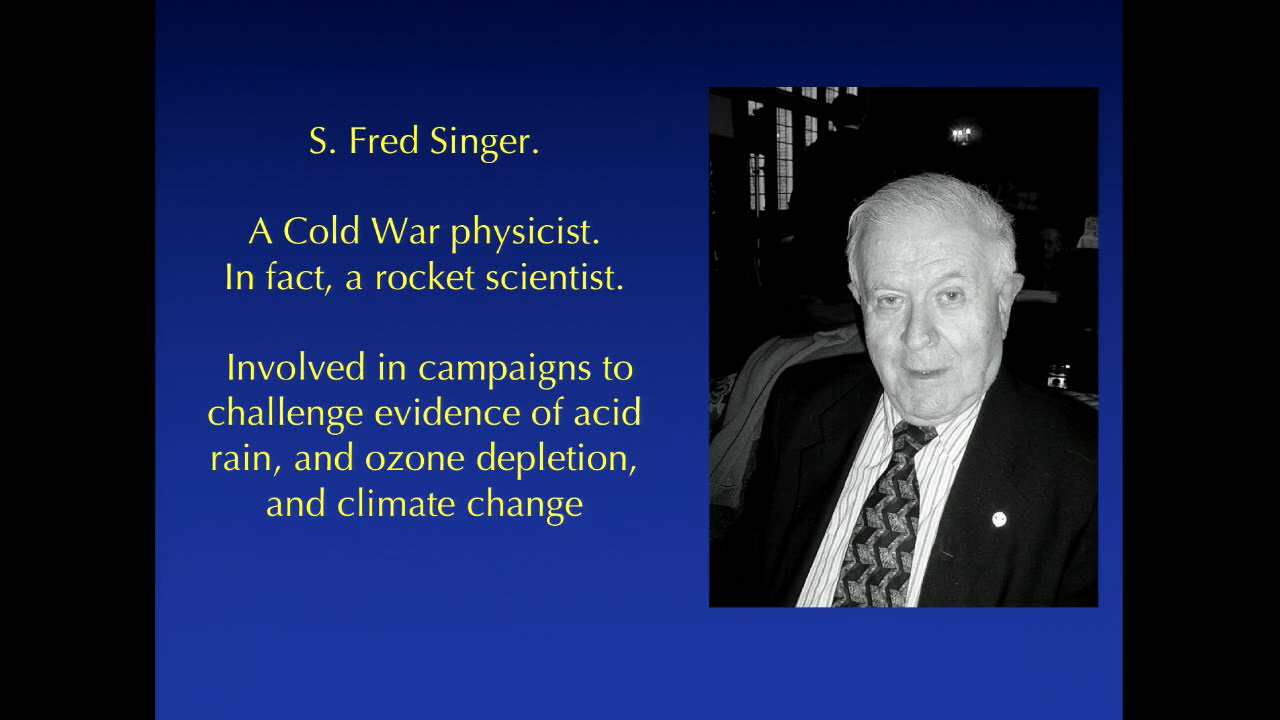 S. Fred Singer.
A Cold War physicist.
In fact, a rocket scientist.
Involved in campaigns to
challenge evidence of acid
rain, and ozone depletion,
and climate change